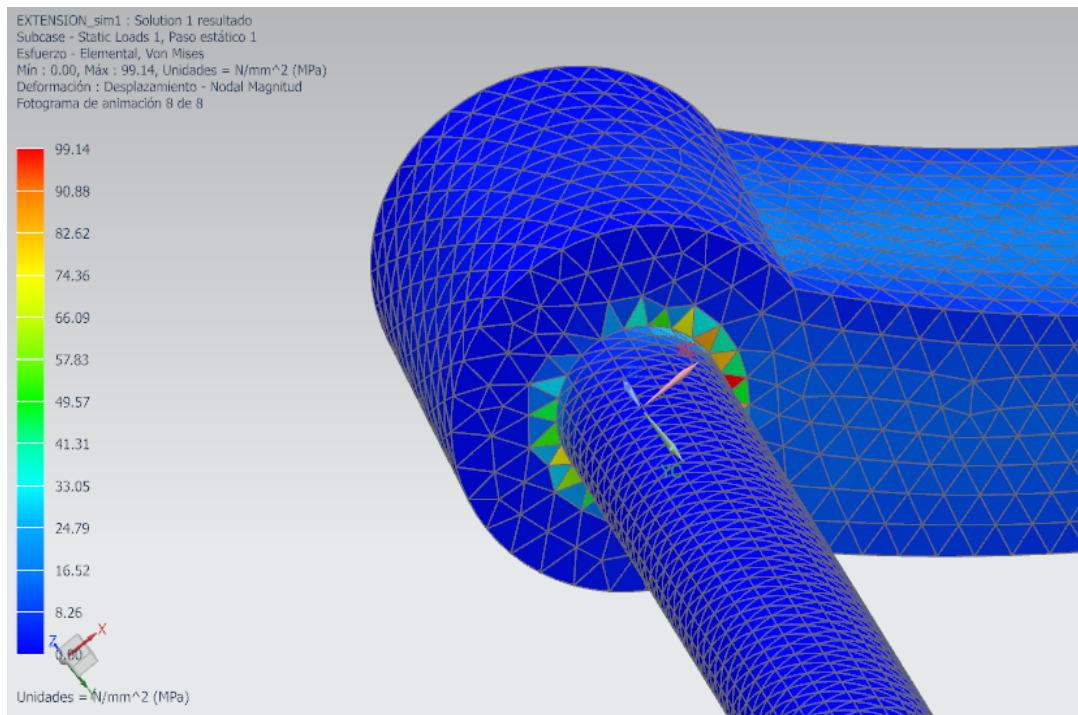 EXTENSION_sim1 : Solution 1 resultado
Subcase - Static Loads 1, Paso estático 1
Esfuerzo - Elemental, Von Mises
Mín : 0.00, Máx : 99.14, Unidades = N/mm^2 (MPa)
Deformación : Desplazamiento - Nodal Magnitud
Fotograma de animación 8 de 8
99.14
90.88
82.62
74.36
66.09
57.83
49.57
41.31
33.05
24.79
16.52
8.26
0.00
XC
YC
X
Z
Unidades = N/mm^2 (MPa)